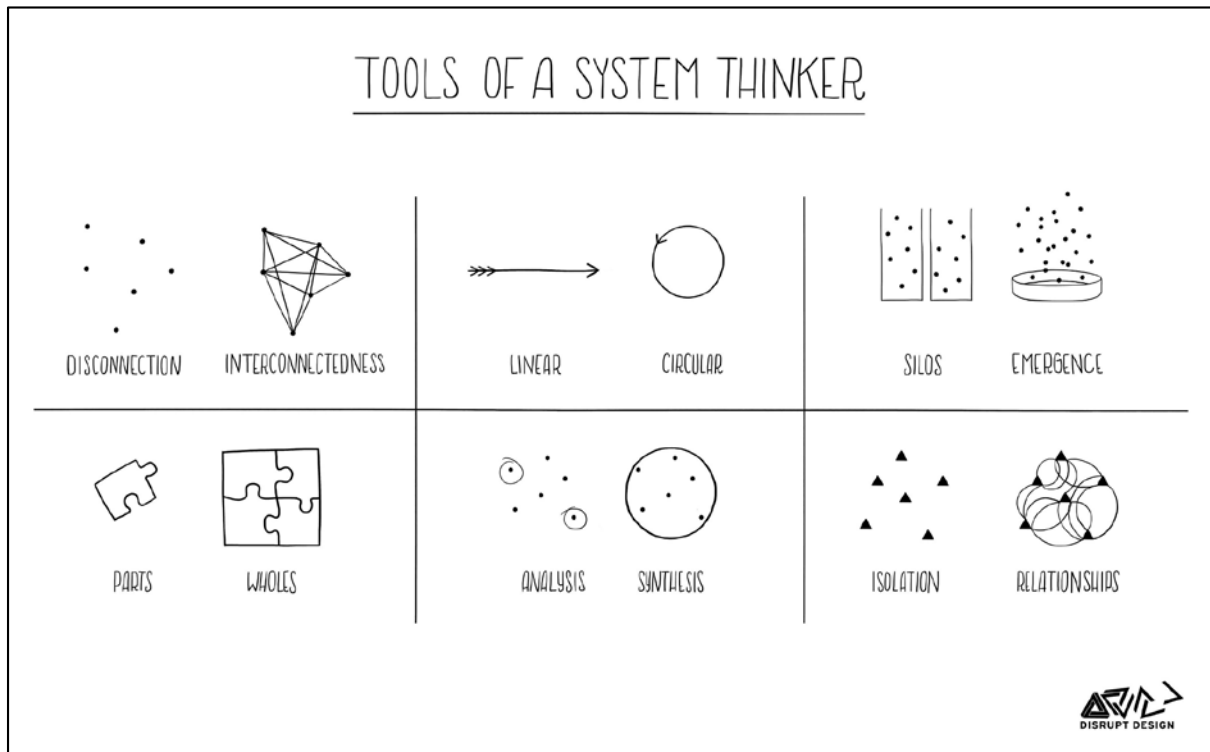 TOOLS OF A SYSTEM THINKER
DISCONNECTION INTERCONNECTEDNESS
LINEAR CIRCULAR
SILOS EMERGENCE
PARTS WHOLES
ANALYSIS SYNTHESIS
ISOLATION RELATIONSHIPS
DISRUPT DESIGN